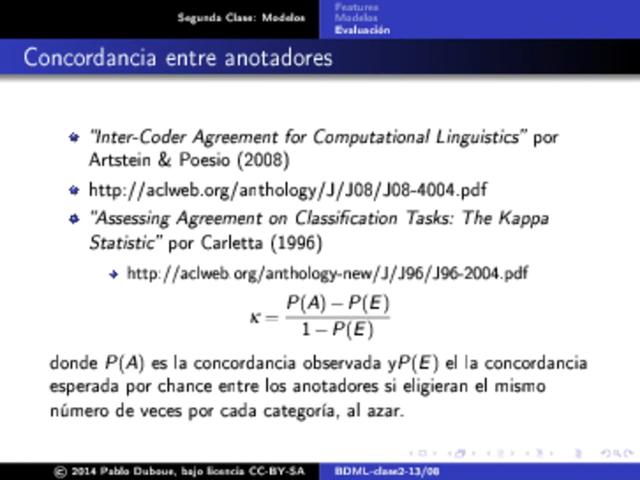 Segunda Clase: Modelos
Features
Modelos
Evaluación
Concordancia entre anotadores
"Inter-Coder Agreement for Computational Linguistics" por
Artstein & Poesio (2008)
http://aclweb.org/anthology/J/J08/J08-4004.pdf
"Assessing Agreement on Classification Tasks: The Kappa
Statistic" por Carletta (1996)
http://aclweb.org/anthology-new/J/J96/J96-2004.pdf
κ = P(A) − P(E) / 1 − P(E)
donde P(A) es la concordancia observada yP(E) el la concordancia
esperada por chance entre los anotadores si eligieran el mismo
número de veces por cada categoría, al azar.
© 2014 Pablo Duboue, bajo licencia CC-BY-SA
BDML-clase2-13/08